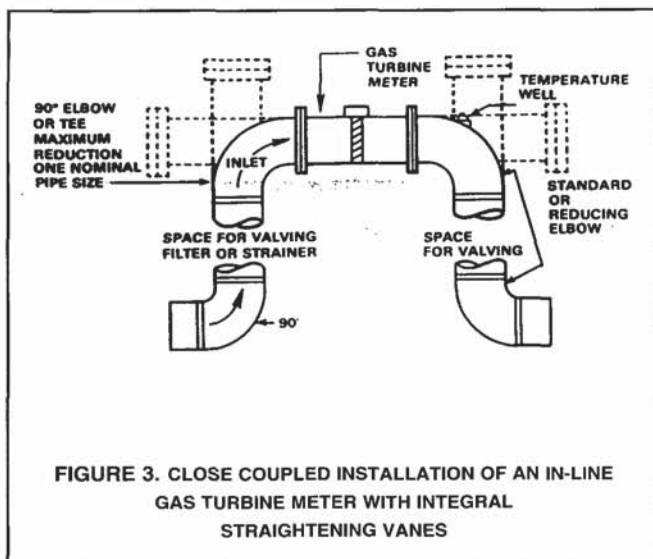 GAS
TURBINE
METER
TEMPERATURE
WELL
90° ELBOW
OR TEE
MAXIMUM
REDUCTION
ONE NOMINAL
PIPE SIZE
INLET
STANDARD
OR
REDUCING
ELBOW
SPACE FOR VALVING
FILTER OR STRAINER
SPACE
FOR VALVING
90°
FIGURE 3. CLOSE COUPLED INSTALLATION OF AN IN-LINE
GAS TURBINE METER WITH INTEGRAL
STRAIGHTENING VANES